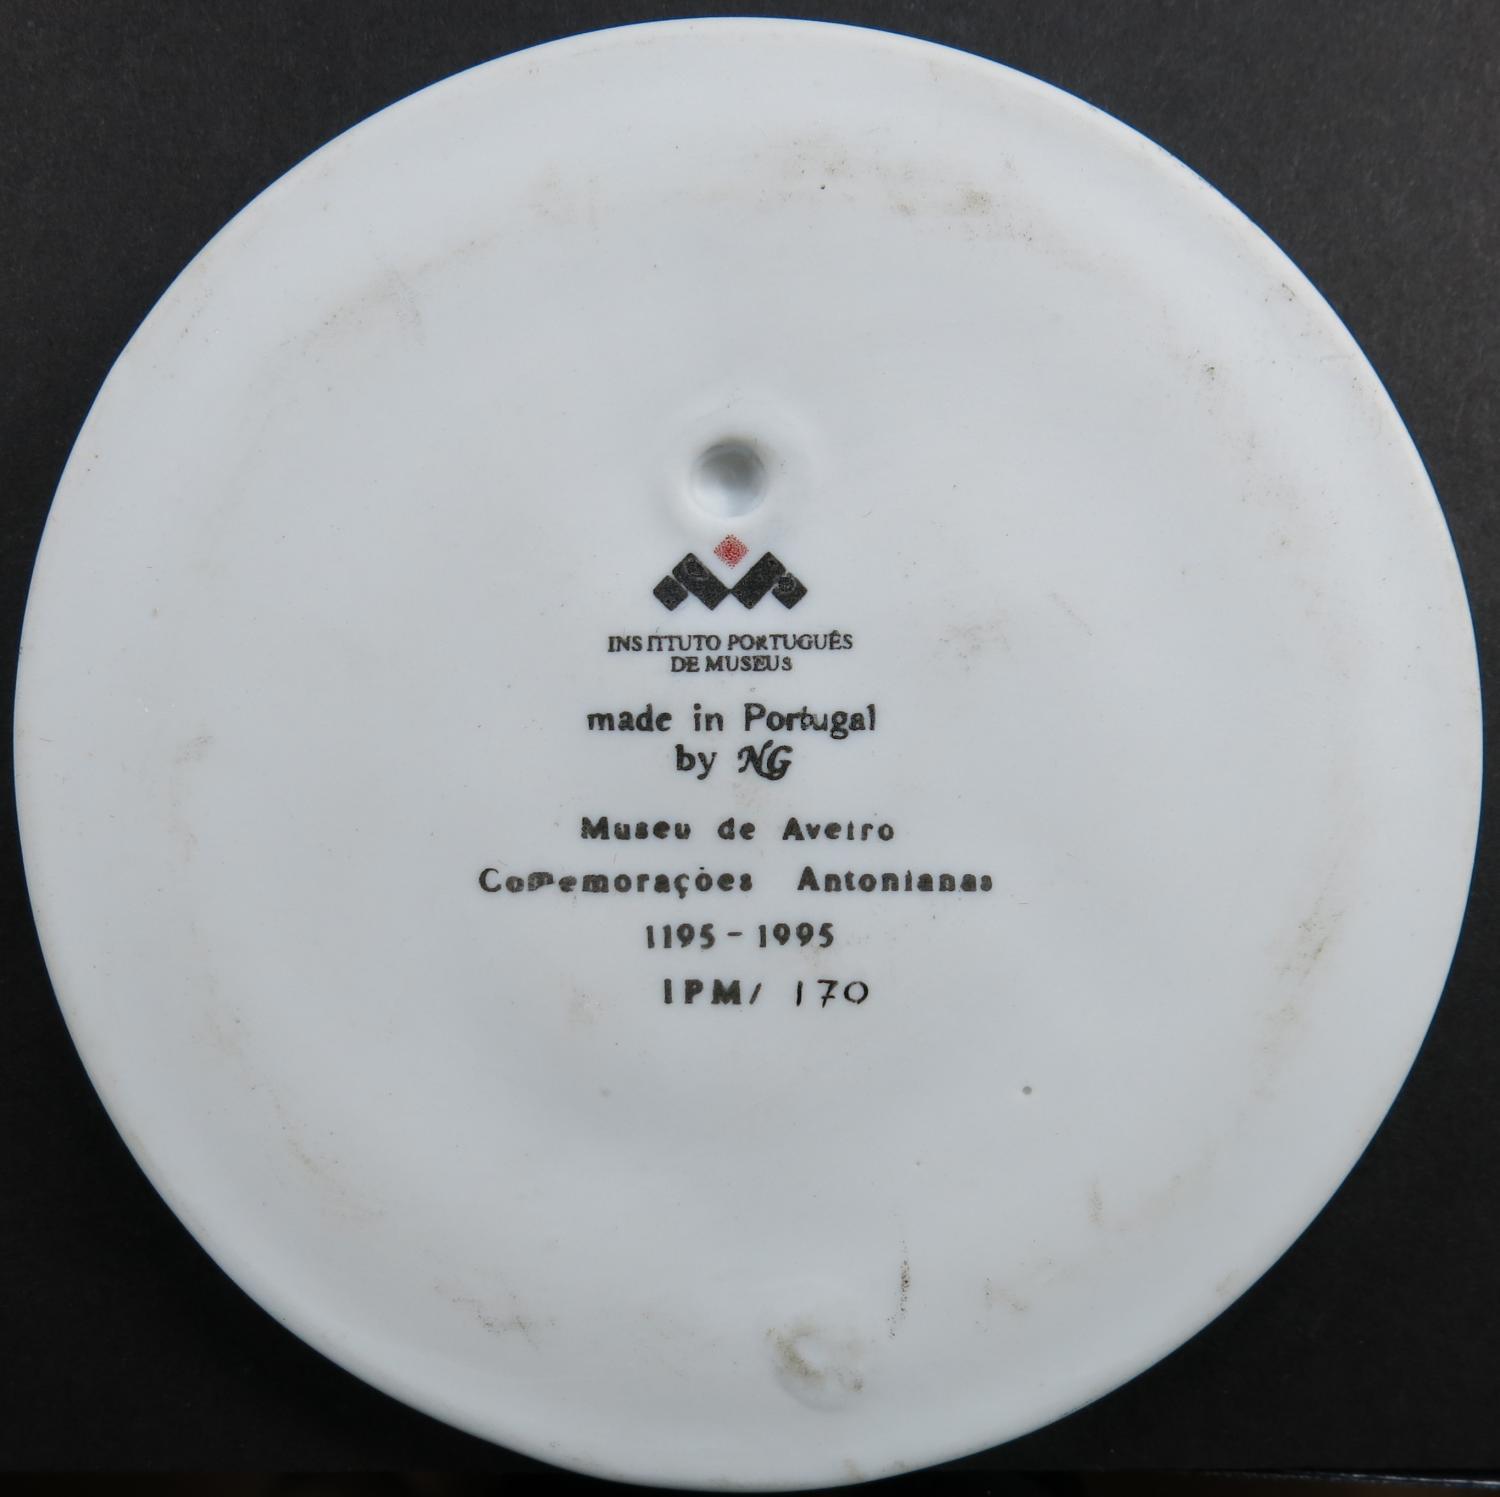 INSTITUTO PORTUGUÊS
DE MUSEUS
made in Portugal
by NG
Museu de Aveiro
Comemorações Antonianas
1195 - 1995
IPM/ 170